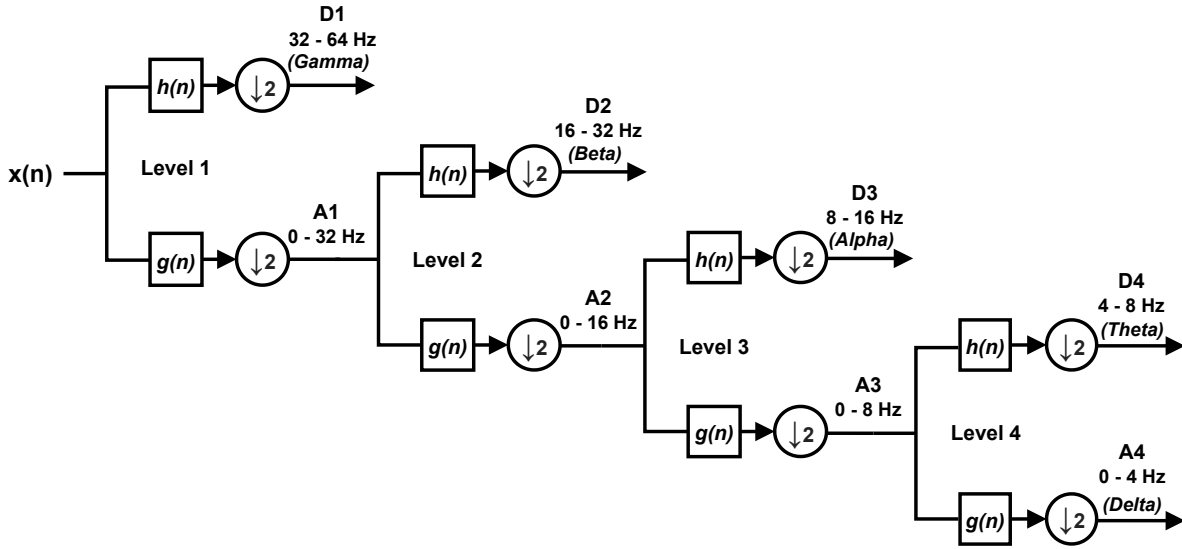 D1
32 - 64 Hz
(Gamma)
h(n)
↓2
D2
16 - 32 Hz
(Beta)
x(n)
Level 1
h(n)
↓2
D3
8 - 16 Hz
(Alpha)
A1
0 - 32 Hz
g(n)
↓2
Level 2
h(n)
↓2
D4
4 - 8 Hz
(Theta)
A2
0 - 16 Hz
g(n)
↓2
Level 3
h(n)
↓2
A3
0 - 8 Hz
g(n)
↓2
Level 4
A4
0 - 4 Hz
(Delta)
g(n)
↓2